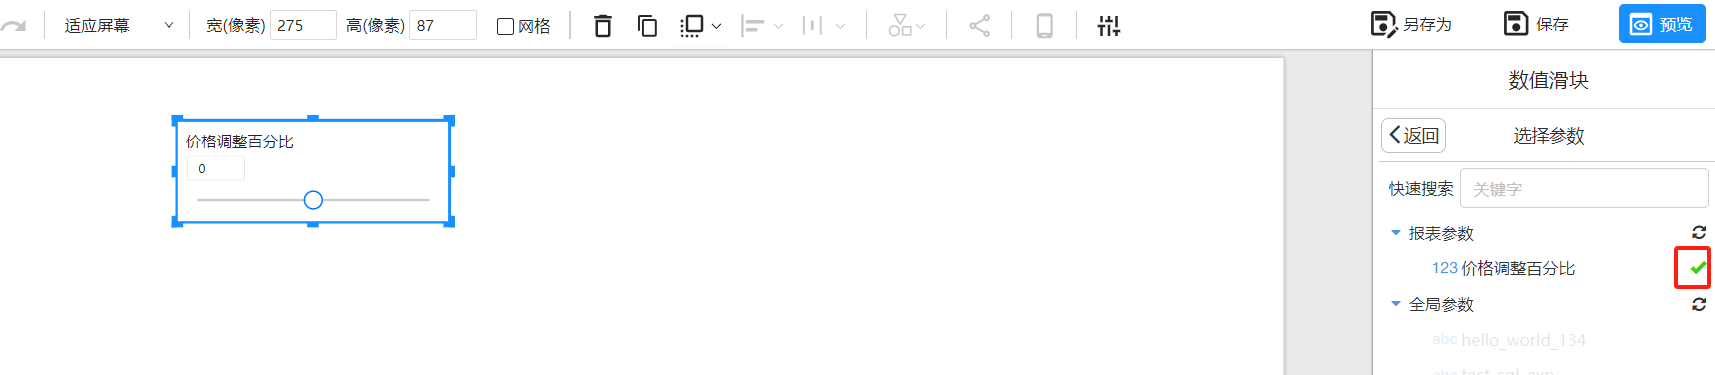 适应屏幕 宽(像素) 275 高(像素) 87 网格 另存为 保存 预览
数值滑块
返回 选择参数
快速搜索 关键字
报表参数
123 价格调整百分比
全局参数
abc hello_world_134
价格调整百分比
0